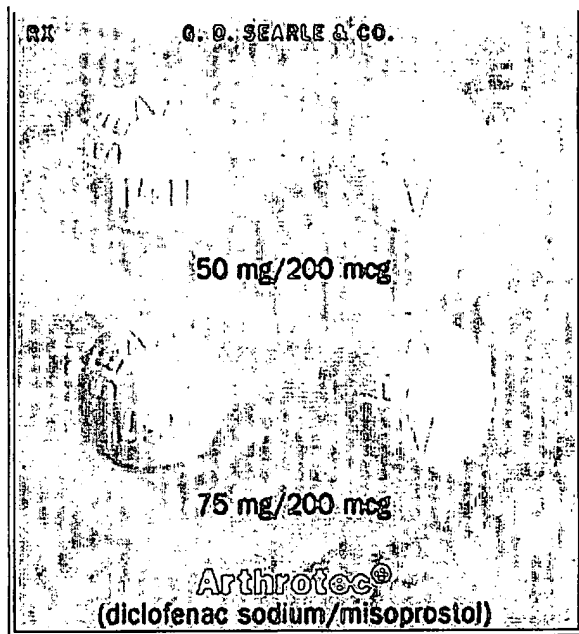 RX G. D. SEARLE & CO.
50 mg/200 mcg
75 mg/200 mcg
Arthrotec®
(diclofenac sodium/misoprostol)